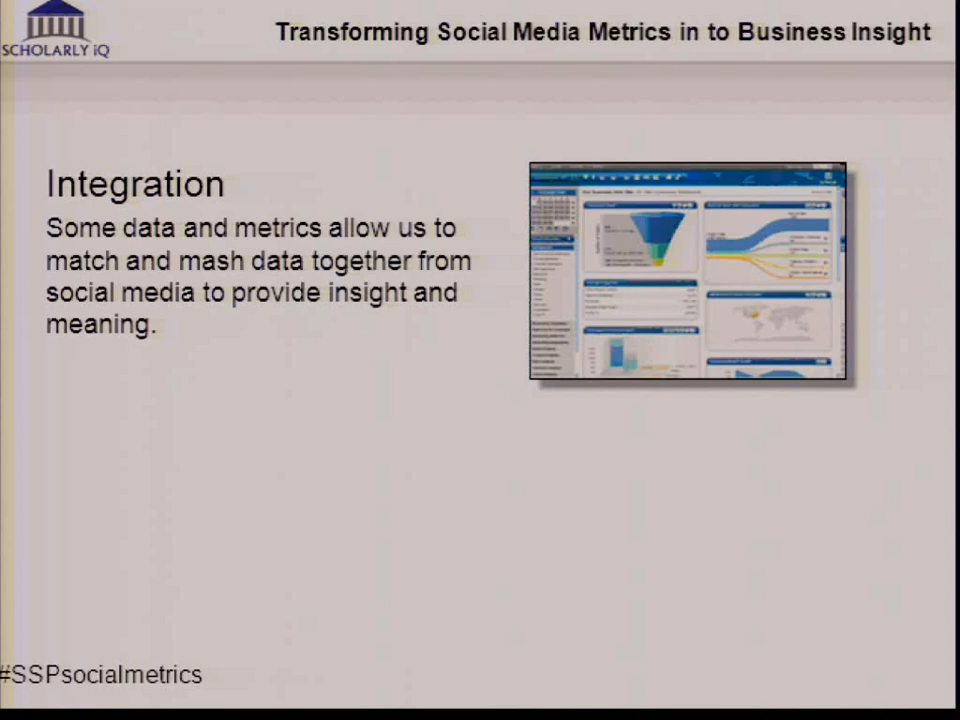 SCHOLARLY iQ
Transforming Social Media Metrics in to Business Insight
Integration
Some data and metrics allow us to
match and mash data together from
social media to provide insight and
meaning.
#SSPsocialmetrics